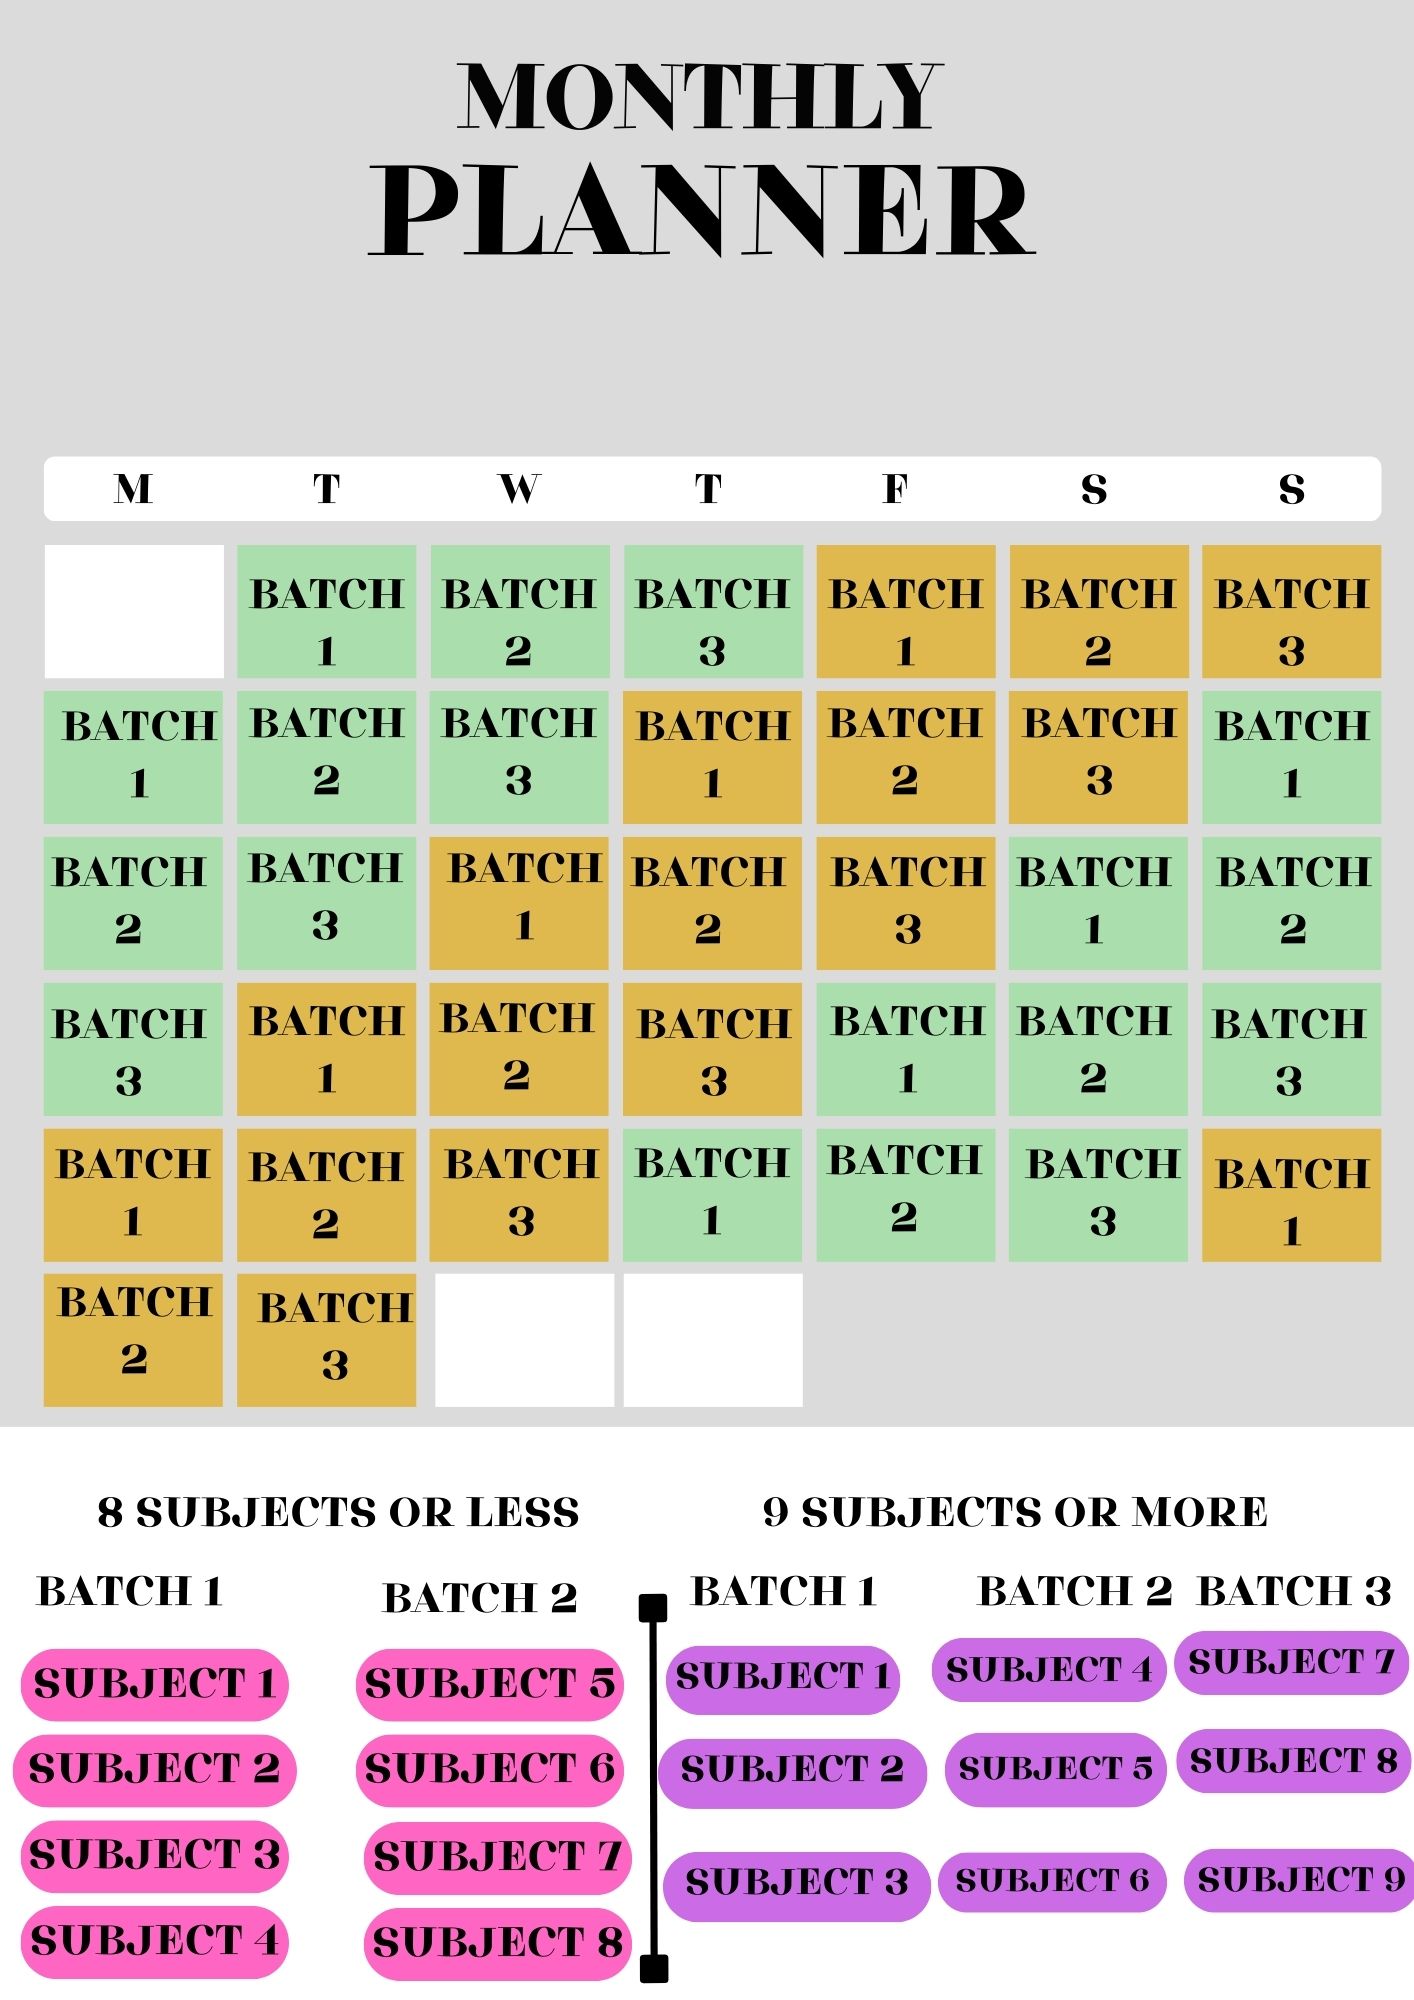 MONTHLY
PLANNER
M T W T F S S
BATCH BATCH BATCH BATCH BATCH BATCH
1 2 3 1 2 3
BATCH BATCH BATCH BATCH BATCH BATCH BATCH
1 2 3 1 2 3 1
BATCH BATCH BATCH BATCH BATCH BATCH BATCH
2 3 1 2 3 1 2
BATCH BATCH BATCH BATCH BATCH BATCH BATCH
3 1 2 3 1 2 3
BATCH BATCH BATCH BATCH BATCH BATCH BATCH
1 2 3 1 2 3 1
BATCH BATCH
2 3
8 SUBJECTS OR LESS
BATCH 1
SUBJECT 1
SUBJECT 2
SUBJECT 3
SUBJECT 4
BATCH 2
SUBJECT 5
SUBJECT 6
SUBJECT 7
SUBJECT 8
9 SUBJECTS OR MORE
BATCH 1
SUBJECT 1
SUBJECT 2
SUBJECT 3
BATCH 2
SUBJECT 4
SUBJECT 5
SUBJECT 6
BATCH 3
SUBJECT 7
SUBJECT 8
SUBJECT 9